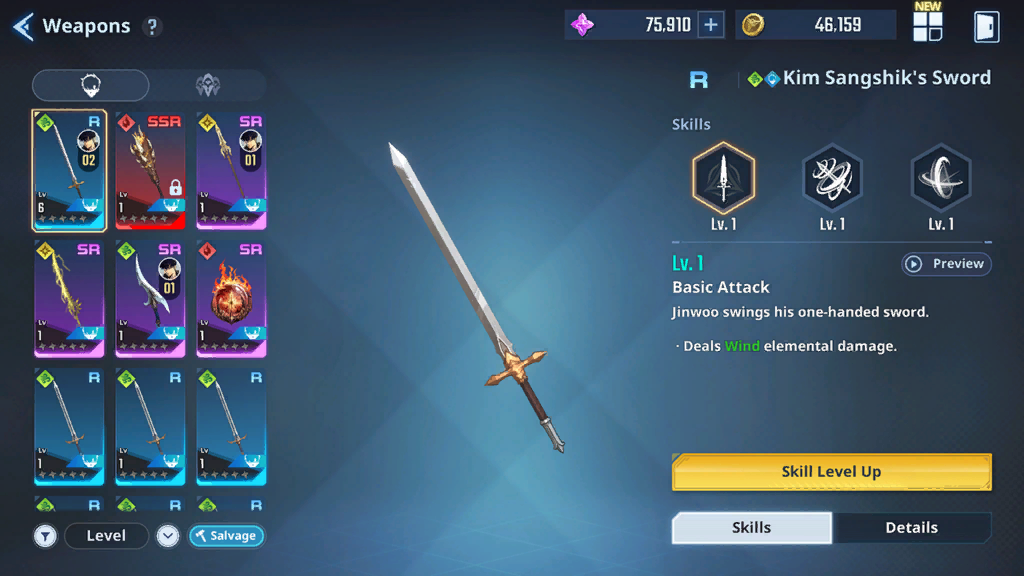 Weapons ?
75,910 +
46,159
NEW
R
02
Lv
6
SSR
Lv
1
SR
01
Lv
1
SR
Lv
1
SR
01
Lv
1
SR
Lv
1
R
Lv
1
R
Lv
1
R
Lv
1
R
R
R
Level
Salvage
R
Kim Sangshik's Sword
Skills
Lv. 1
Lv. 1
Lv. 1
Lv. 1
Preview
Basic Attack
Jinwoo swings his one-handed sword.
· Deals Wind elemental damage.
Skill Level Up
Skills
Details